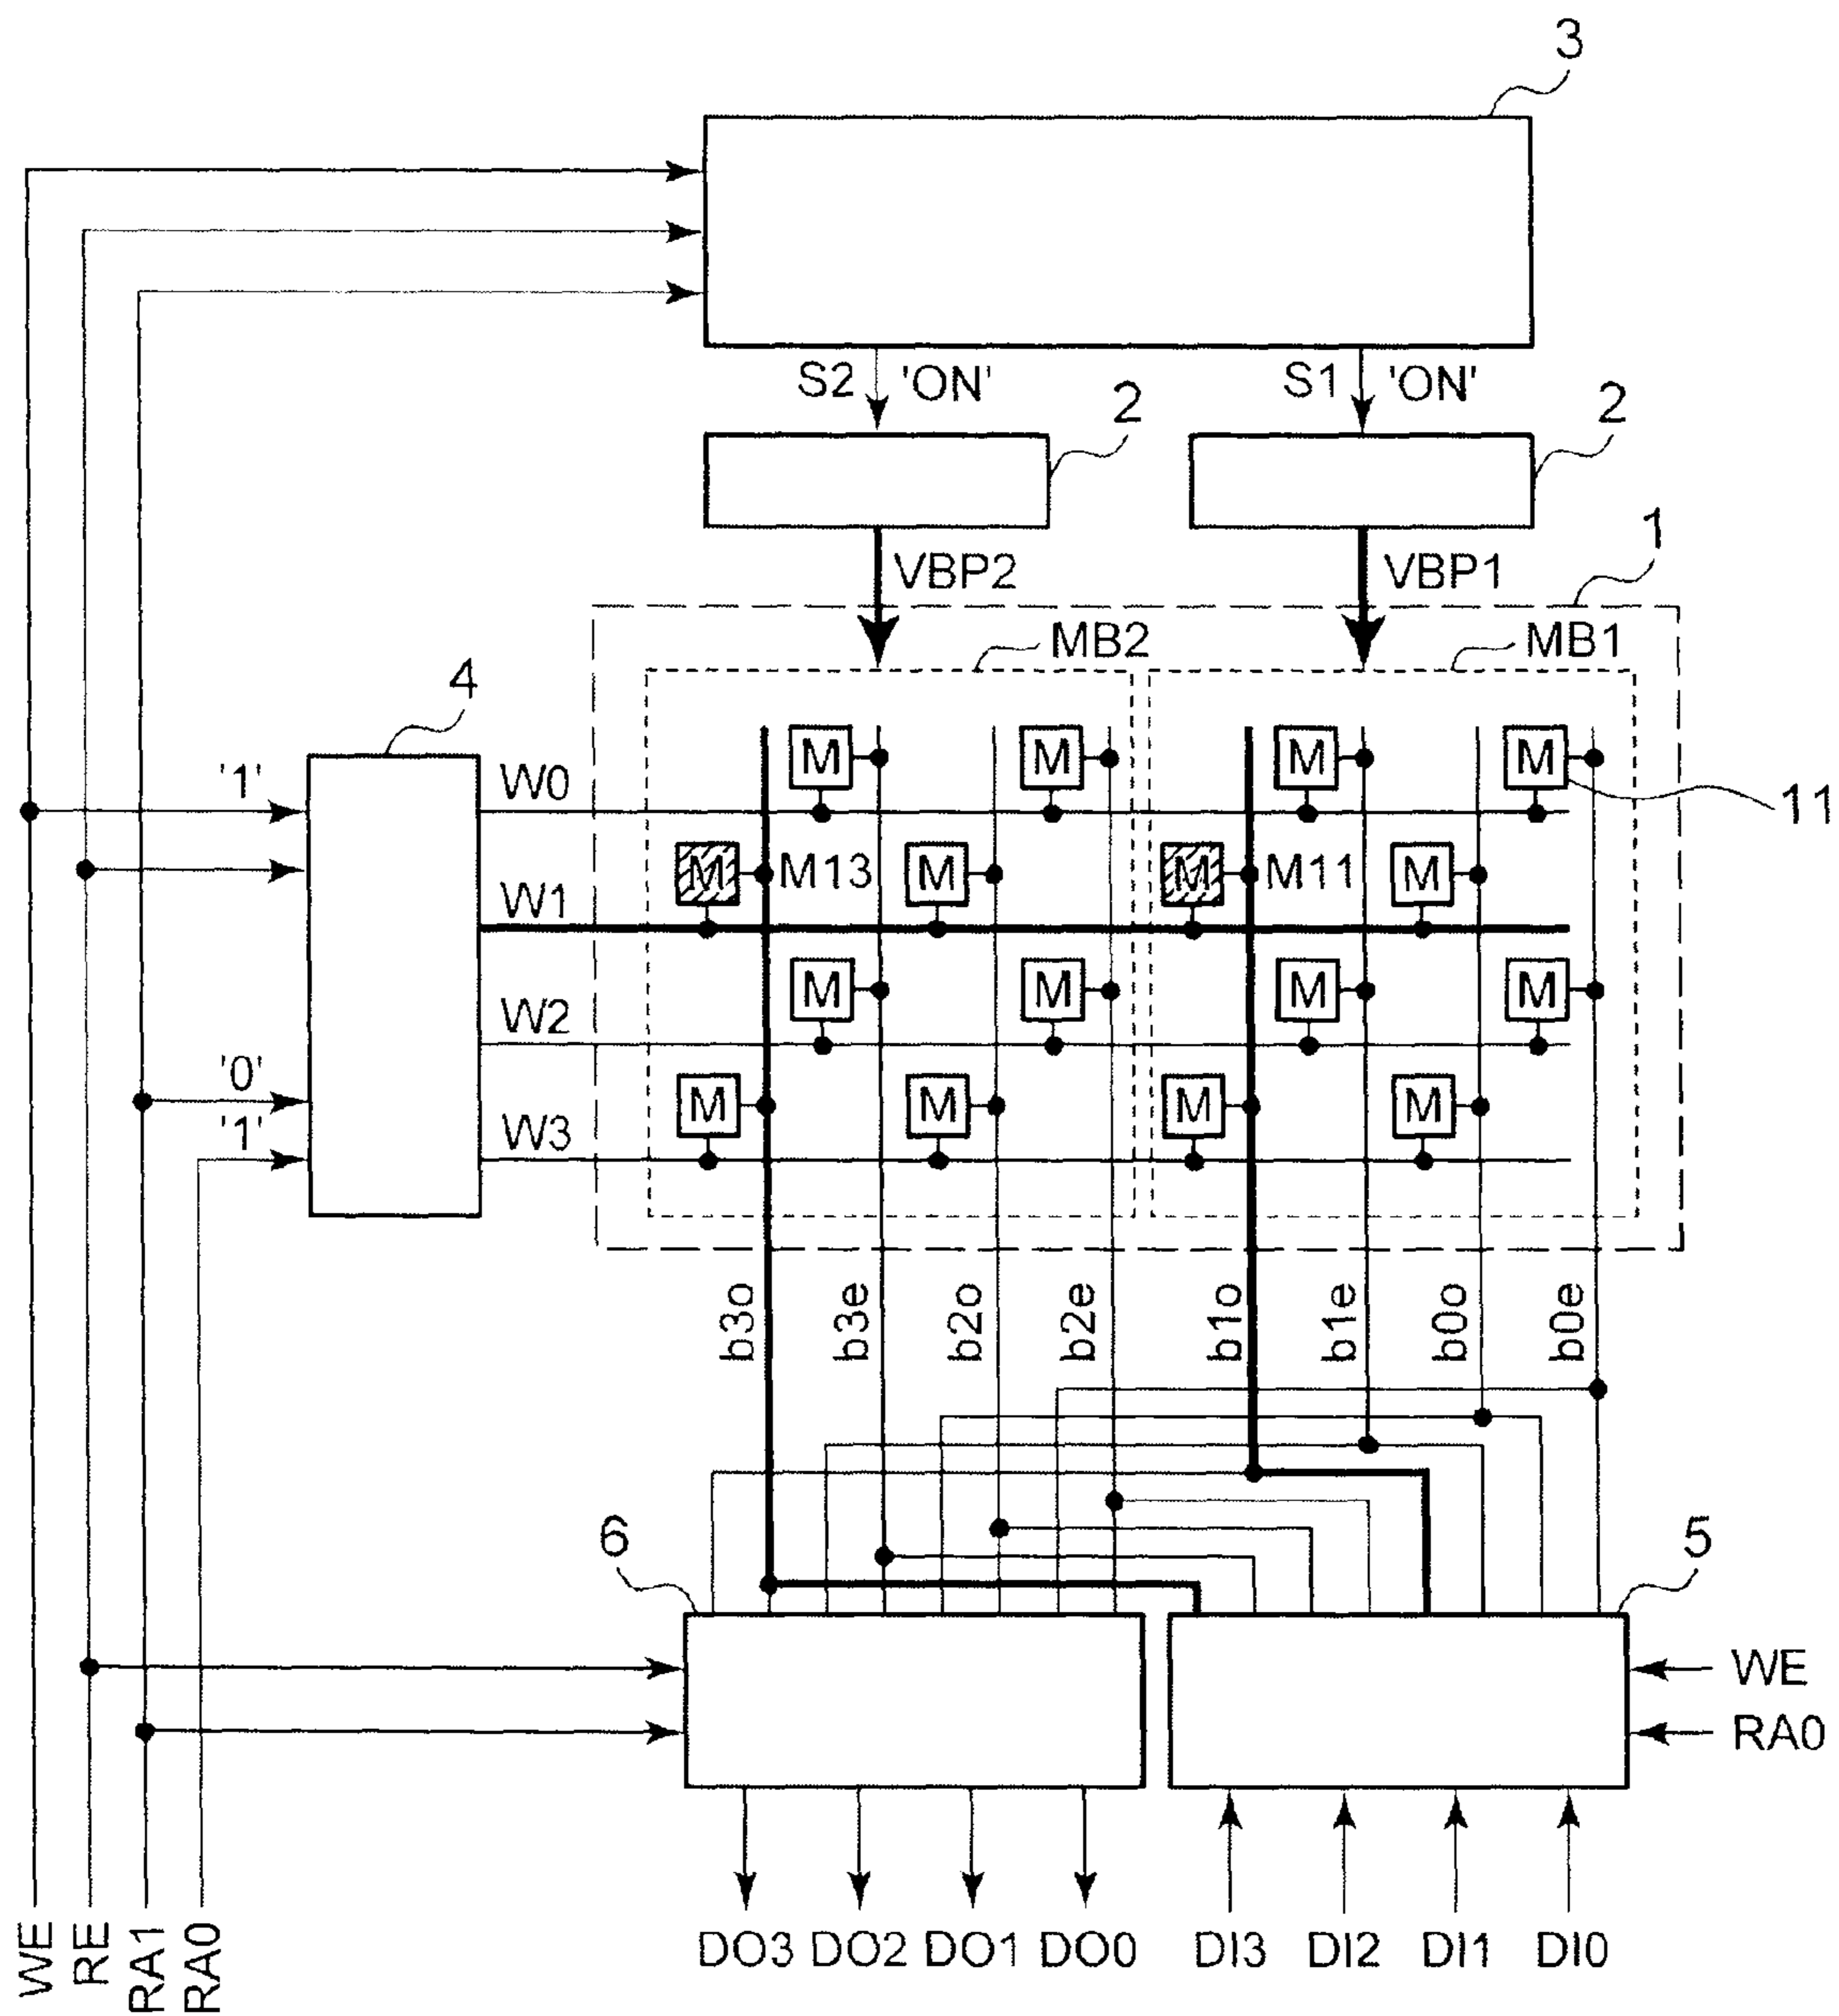 3
S2 'ON' S1 'ON'
2 2
VBP2 VBP1 1
MB2 MB1
4
'1' W0 M M M M 11
M M13 M M M11 M
W1
M M M M
W2
'0'
M M M M
'1' W3
b3o b3e b2o b2e b1o b1e b0o b0e
6 5
WE
RA0
WE RE RA1 RA0
DO3 DO2 DO1 DO0 DI3 DI2 DI1 DI0